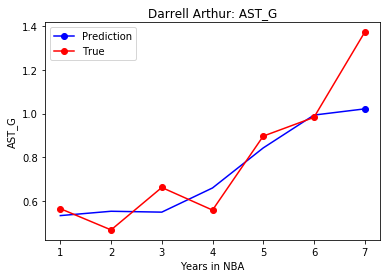 Darrell Arthur: AST_G
Prediction
True
AST_G
1.4
1.2
1.0
0.8
0.6
1 2 3 4 5 6 7
Years in NBA